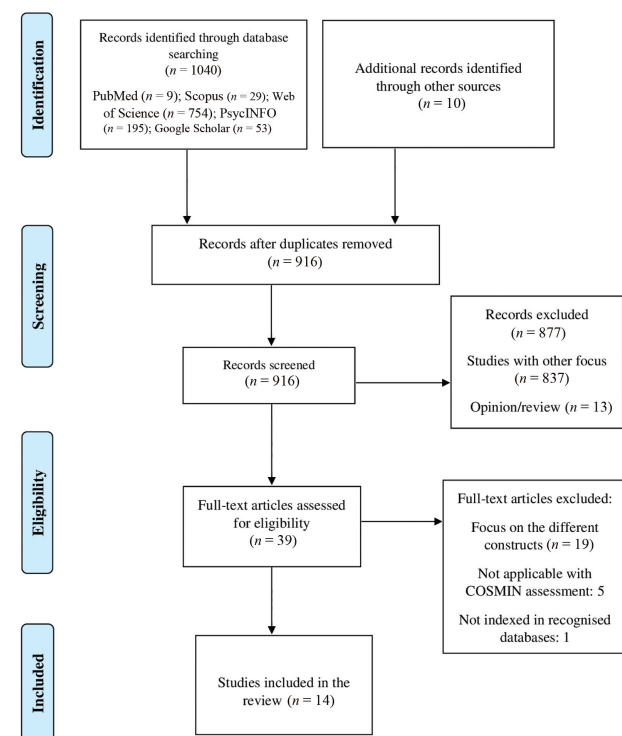 Identification
Records identified through database
searching
(n = 1040)
PubMed (n = 9); Scopus (n = 29); Web
of Science (n = 754); PsycINFO
(n = 195); Google Scholar (n = 53)
Additional records identified
through other sources
(n = 10)
Screening
Records after duplicates removed
(n = 916)
Records screened
(n = 916)
Records excluded
(n = 877)
Studies with other focus
(n = 837)
Opinion/review (n = 13)
Eligibility
Full-text articles assessed
for eligibility
(n = 39)
Full-text articles excluded:
Focus on the different
constructs (n = 19)
Not applicable with
COSMIN assessment: 5
Not indexed in recognised
databases: 1
Included
Studies included in the
review (n = 14)